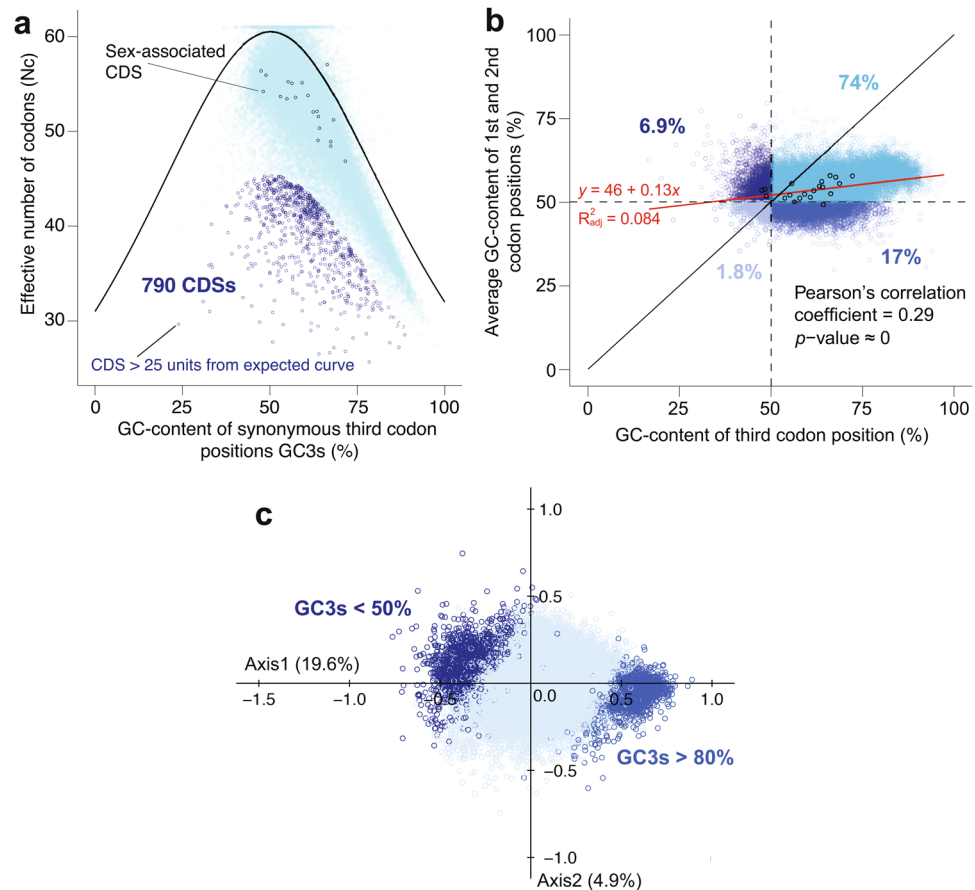 a
60
50
40
30
Effective number of codons (Nc)
Sex-associated
CDS
790 CDSs
CDS > 25 units from expected curve
0
25
50
75
100
GC-content of synonymous third codon
positions GC3s (%)
b
100
75
50
25
0
Average GC-content of 1st and 2nd
codon positions (%)
74%
6.9%
y = 46 + 0.13x
R²adj = 0.084
1.8%
17%
Pearson's correlation
coefficient = 0.29
p−value ≈ 0
0
25
50
75
100
GC-content of third codon position (%)
c
1.0
0.5
GC3s < 50%
Axis1 (19.6%)
−1.5
−1.0
−0.5
0.0
0.5
1.0
GC3s > 80%
−0.5
−1.0
Axis2 (4.9%)